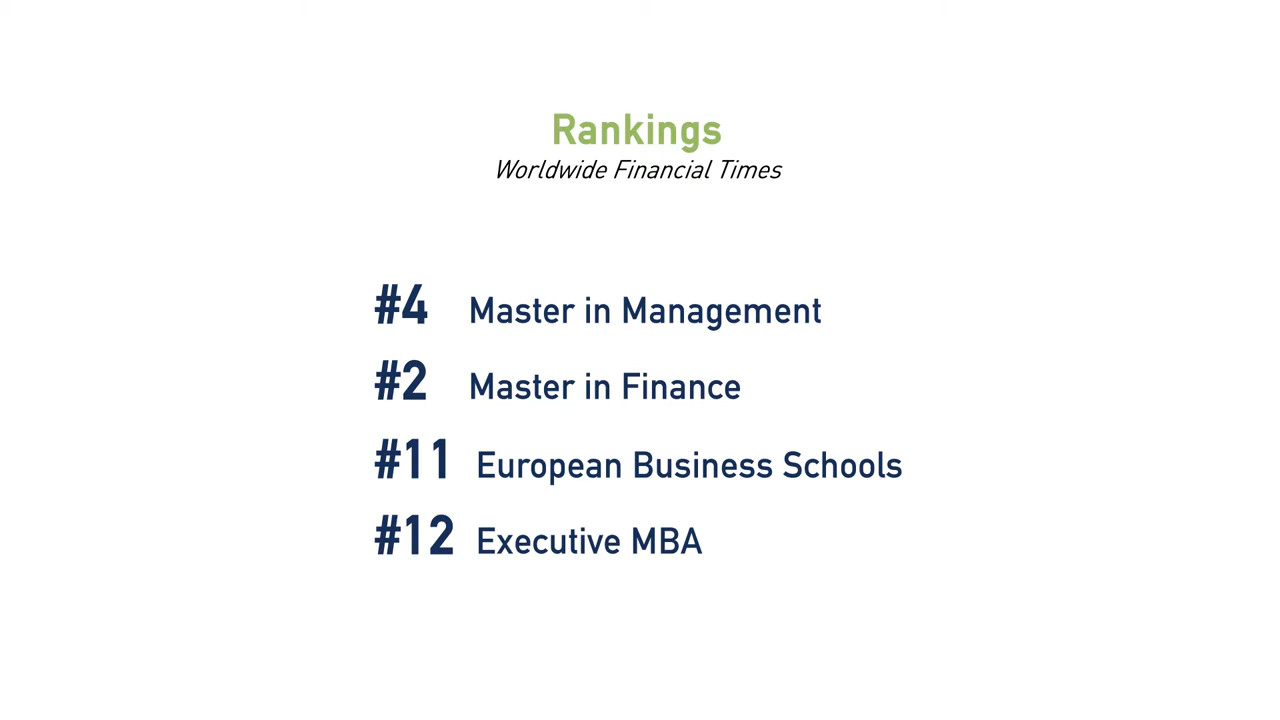 Rankings
Worldwide Financial Times
#4 Master in Management
#2 Master in Finance
#11 European Business Schools
#12 Executive MBA